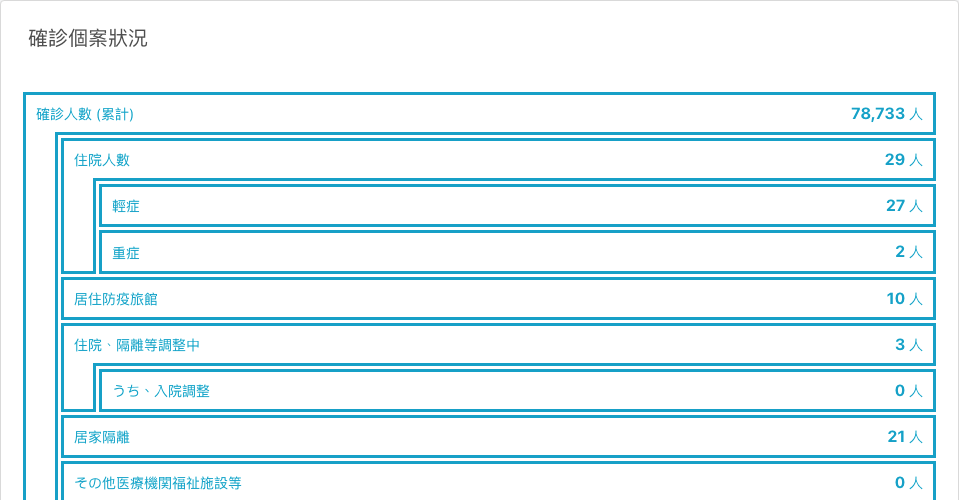 確診個案狀況
確診人數 (累計) 78,733 人
住院人數 29 人
輕症 27 人
重症 2 人
居住防疫旅館 10 人
住院、隔離等調整中 3 人
うち、入院調整 0 人
居家隔離 21 人
その他医療機関福祉施設等 0 人